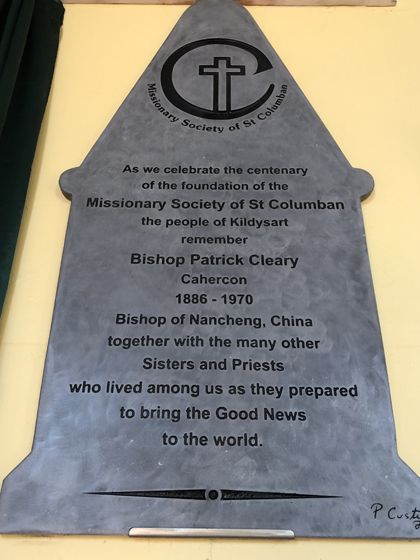 Missionary Society of St Columban
As we celebrate the centenary
of the foundation of the
Missionary Society of St Columban
the people of Kildysart
remember
Bishop Patrick Cleary
Cahercon
1886 - 1970
Bishop of Nancheng, China
together with the many other
Sisters and Priests
who lived among us as they prepared
to bring the Good News
to the world.
P